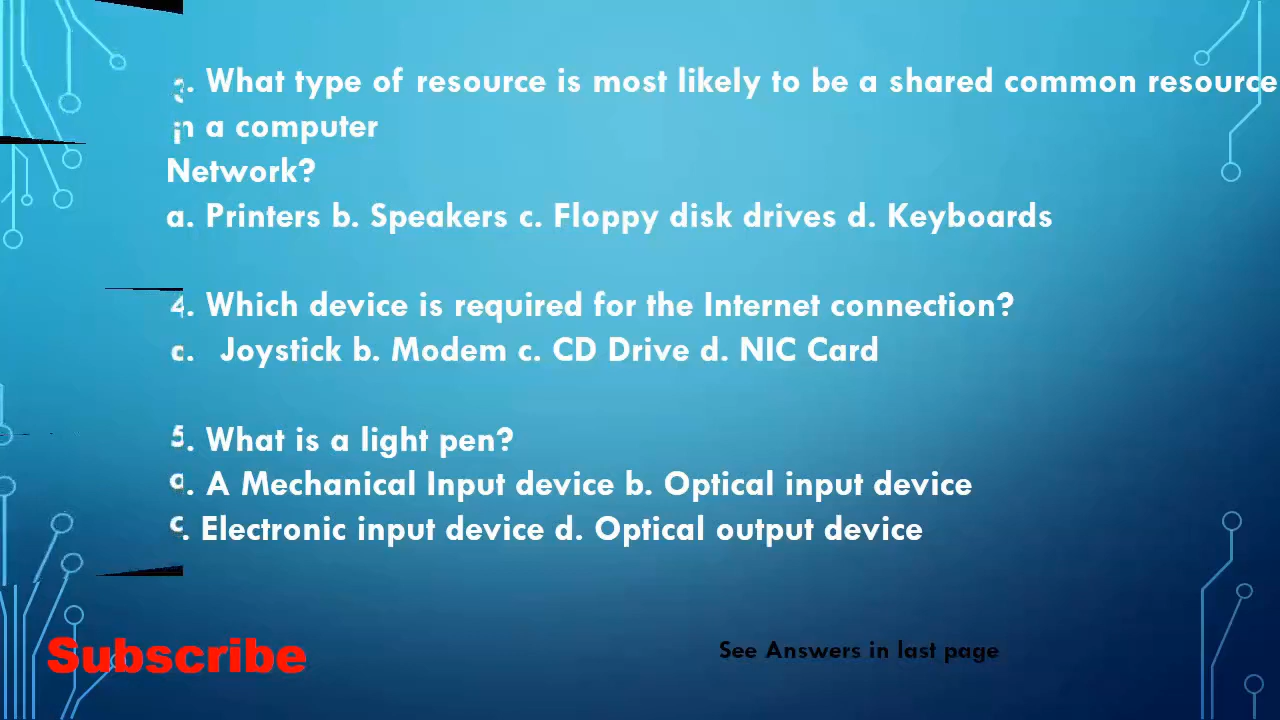 3. What type of resource is most likely to be a shared common resource
in a computer
Network?
a. Printers b. Speakers c. Floppy disk drives d. Keyboards
4. Which device is required for the Internet connection?
c. Joystick b. Modem c. CD Drive d. NIC Card
5. What is a light pen?
a. A Mechanical Input device b. Optical input device
c. Electronic input device d. Optical output device
Subscribe
See Answers in last page